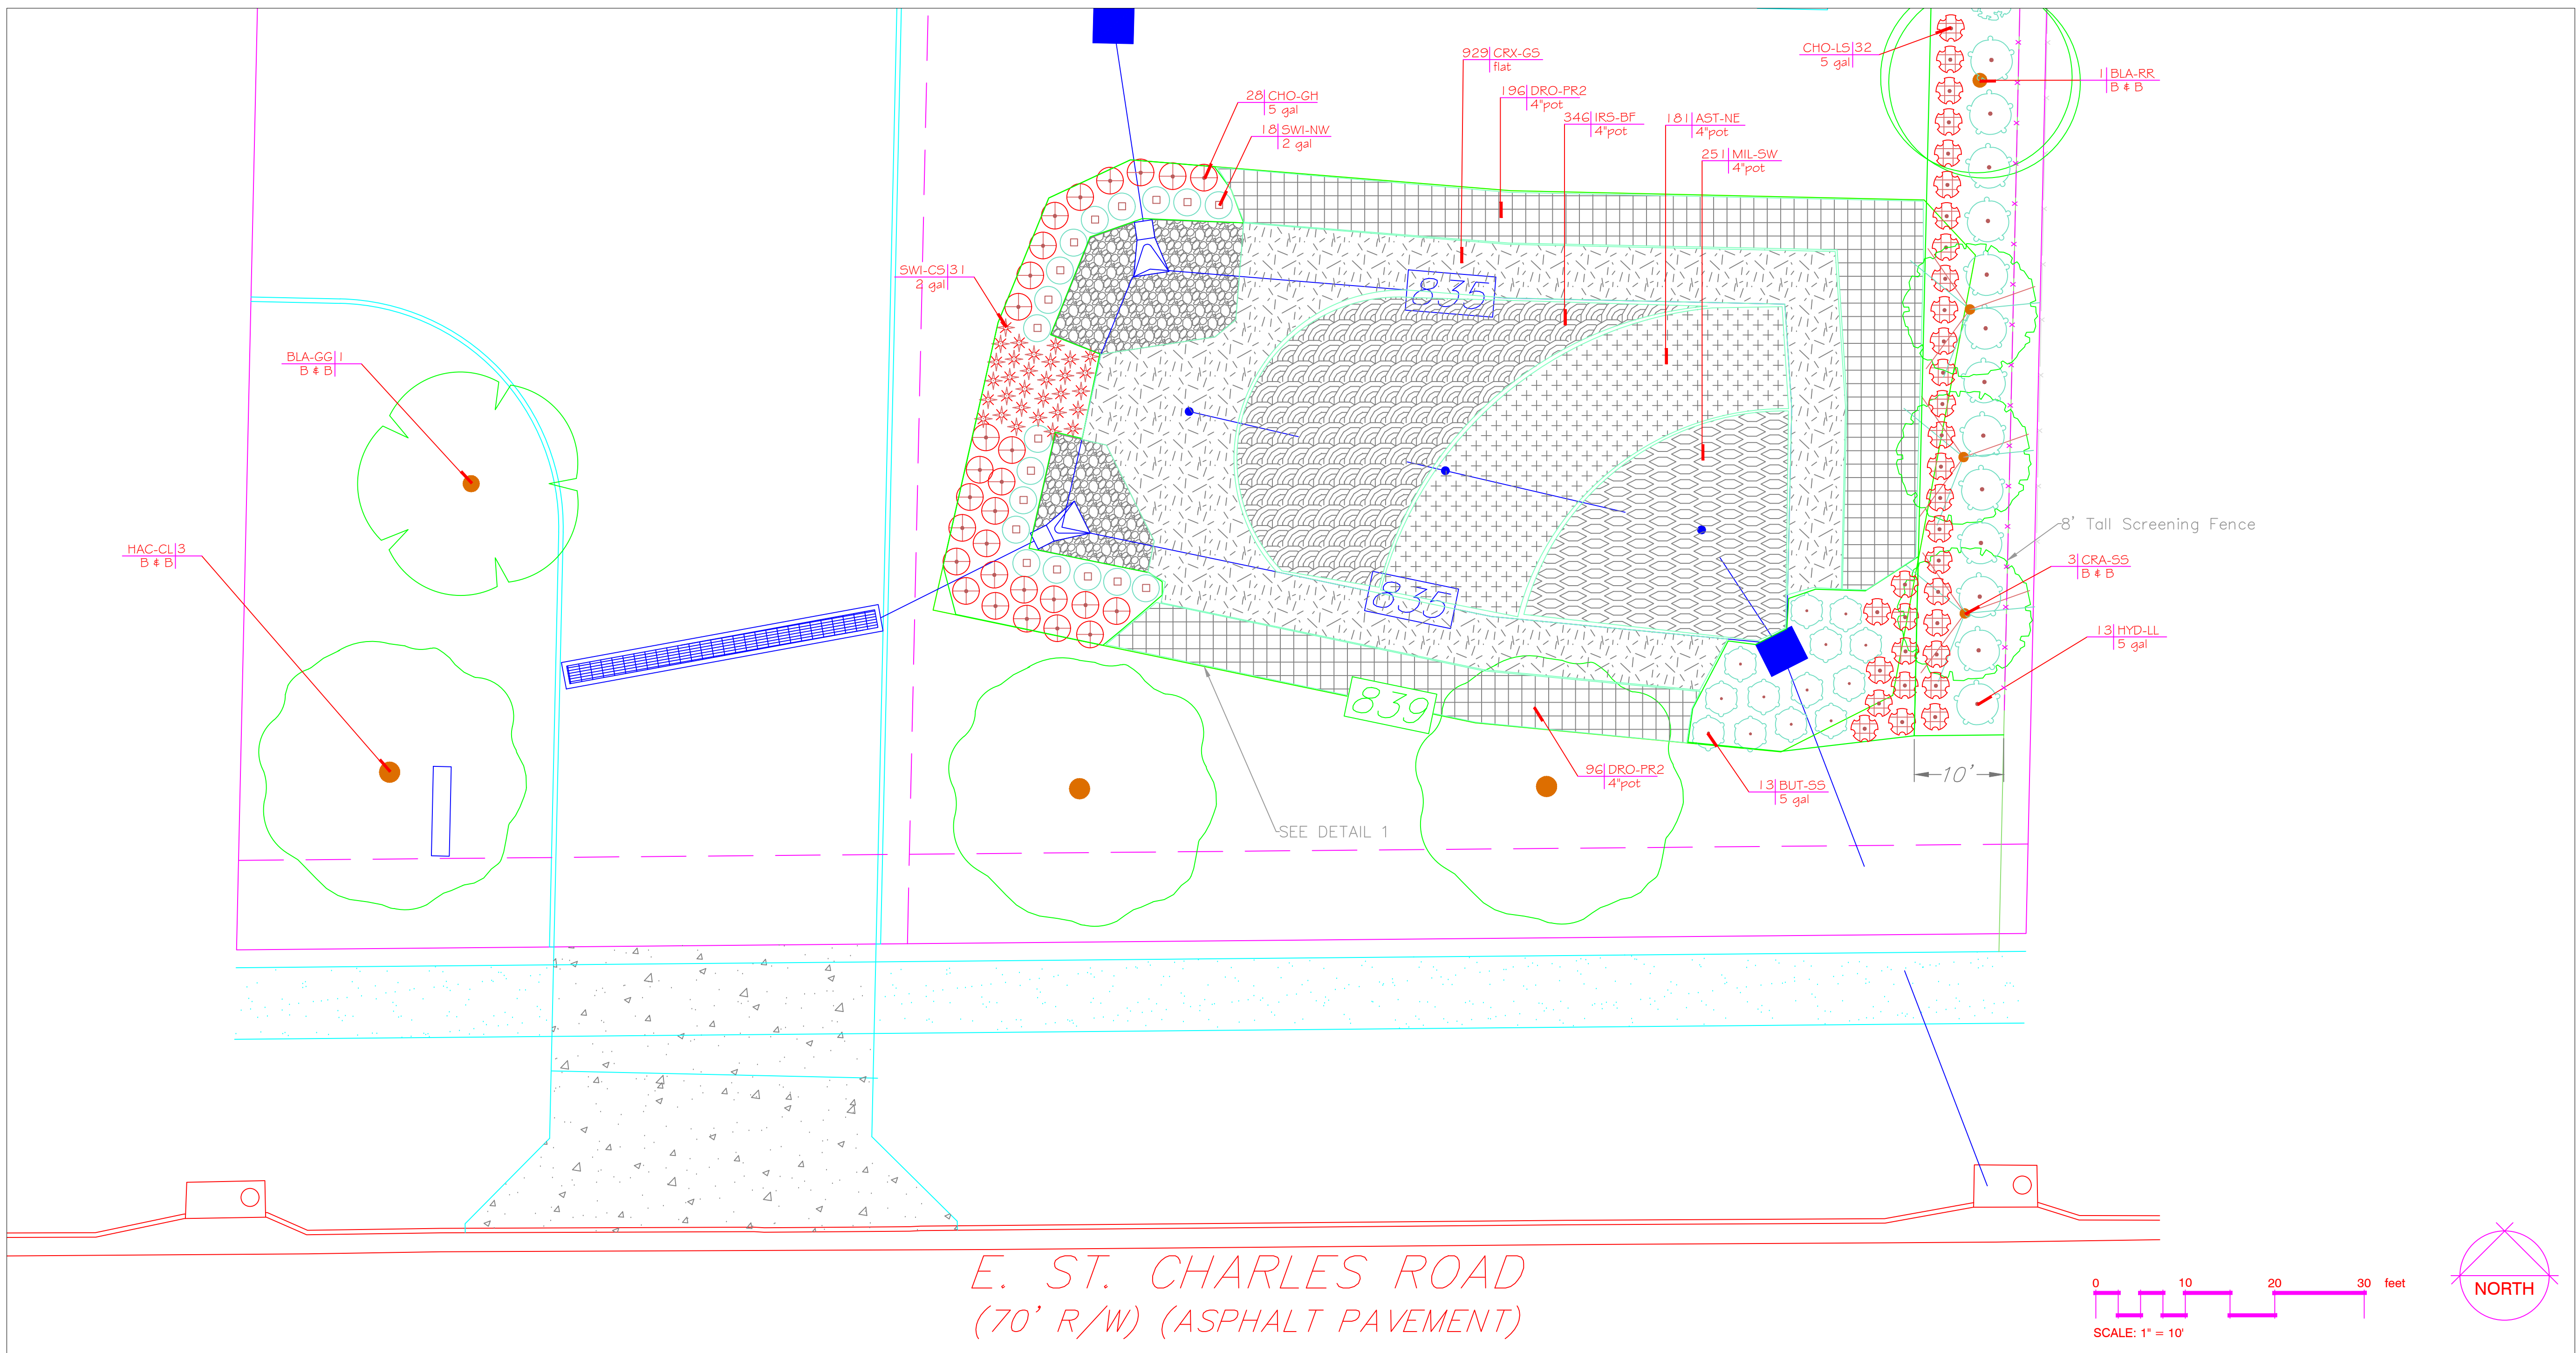 929|CRX-GS
flat
CHO-LS|32
5 gal
1|BLA-RR
B & B
28|CHO-GH
5 gal
196|DRO-PR2
4"pot
346|IRS-BF
4"pot
181|AST-NE
4"pot
18|SWI-NW
2 gal
251|MIL-SW
4"pot
SWI-CS|31
2 gal
835
BLA-GG|1
B & B
8' Tall Screening Fence
HAC-CL|3
B & B
3|CRA-SS
B & B
835
13|HYD-LL
5 gal
839
96|DRO-PR2
4"pot
10'
13|BUT-SS
5 gal
SEE DETAIL 1
E. ST. CHARLES ROAD
(70' R/W) (ASPHALT PAVEMENT)
0 10 20 30 feet
SCALE: 1" = 10'
NORTH